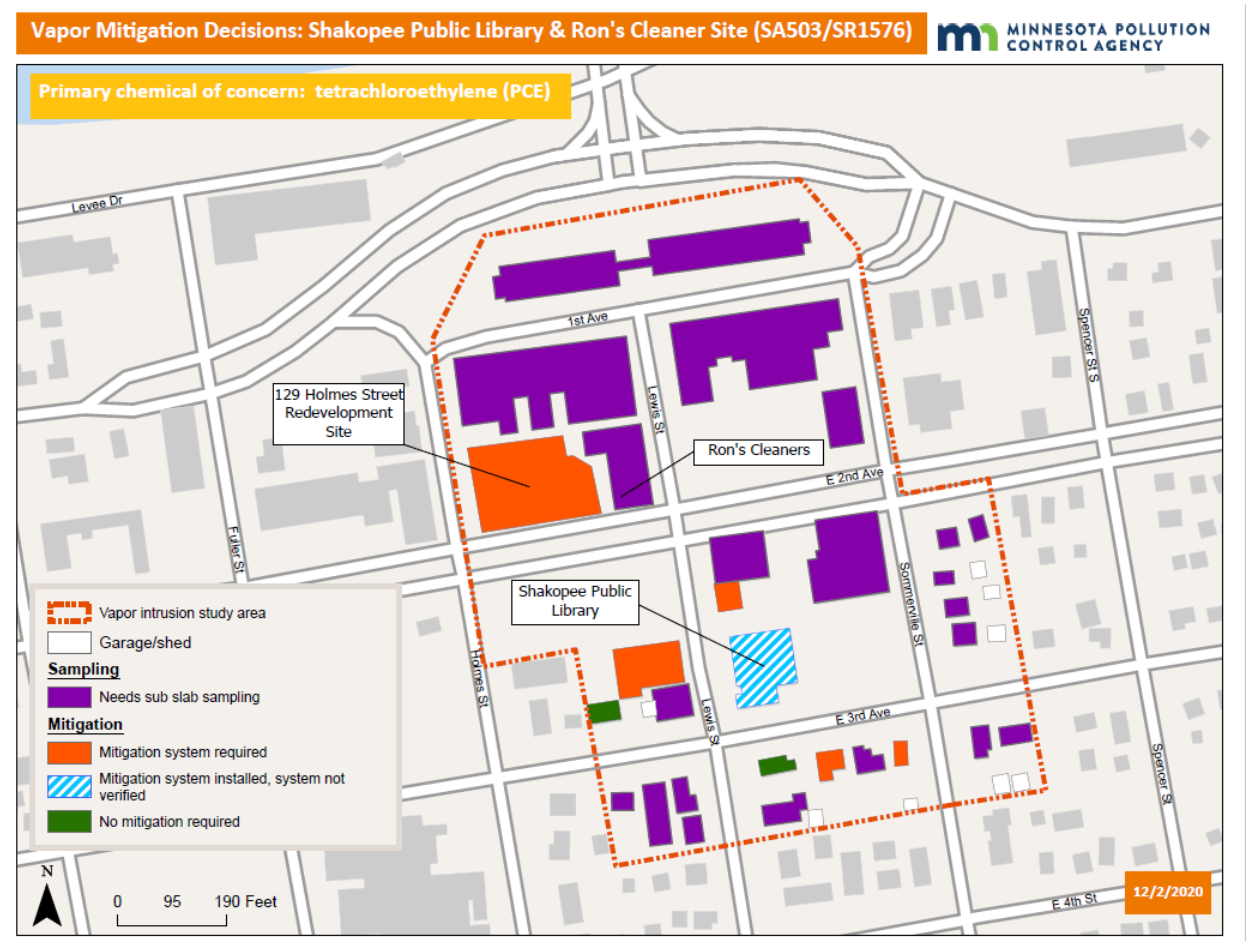 Vapor Mitigation Decisions: Shakopee Public Library & Ron's Cleaner Site (SA503/SR1576)
MINNESOTA POLLUTION
CONTROL AGENCY
Primary chemical of concern: tetrachloroethylene (PCE)
Levee Dr
1st Ave
Spencer St S
129 Holmes Street
Redevelopment
Site
Lewis St
Ron's Cleaners
E 2nd Ave
Fuller St
Sommerville St
Shakopee Public
Library
Holmes St
Lewis St
E 3rd Ave
Spencer St
Vapor intrusion study area
Garage/shed
Sampling
Needs sub slab sampling
Mitigation
Mitigation system required
Mitigation system installed, system not
verified
No mitigation required
N
0 95 190 Feet
E 4th St
12/2/2020